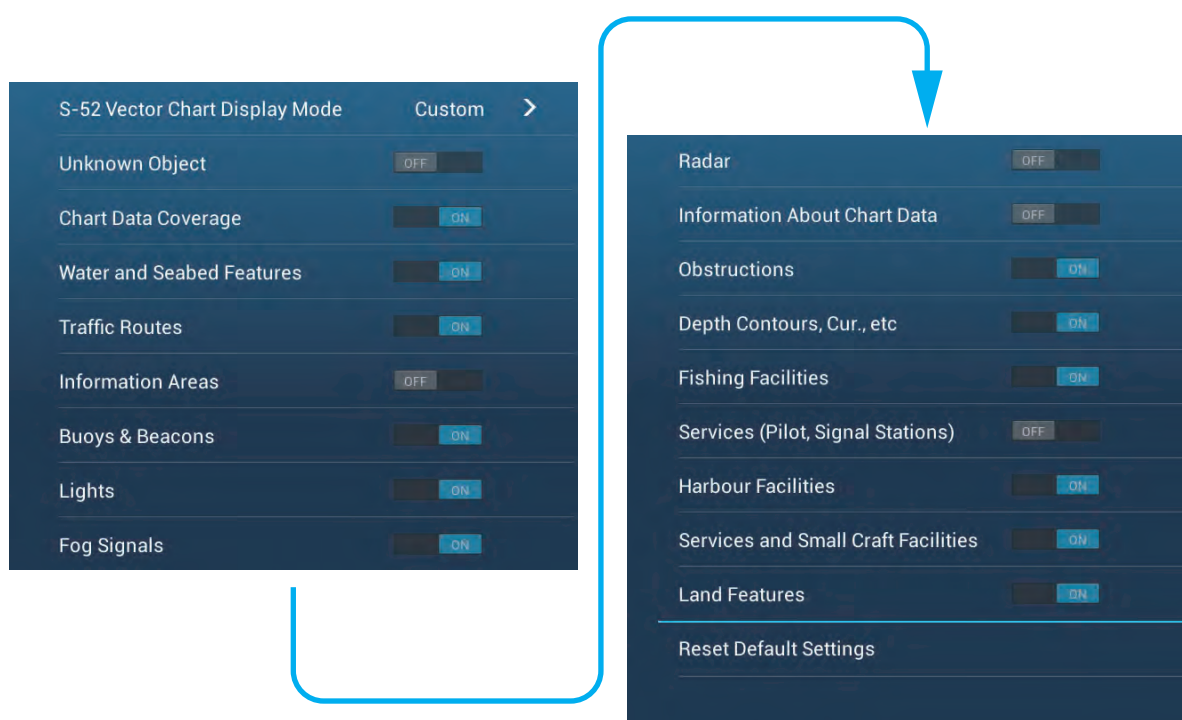 S-52 Vector Chart Display Mode Custom >
Unknown Object OFF
Chart Data Coverage ON
Water and Seabed Features ON
Traffic Routes ON
Information Areas OFF
Buoys & Beacons ON
Lights ON
Fog Signals ON
Radar OFF
Information About Chart Data OFF
Obstructions ON
Depth Contours, Cur., etc ON
Fishing Facilities ON
Services (Pilot, Signal Stations) OFF
Harbour Facilities ON
Services and Small Craft Facilities ON
Land Features ON
Reset Default Settings